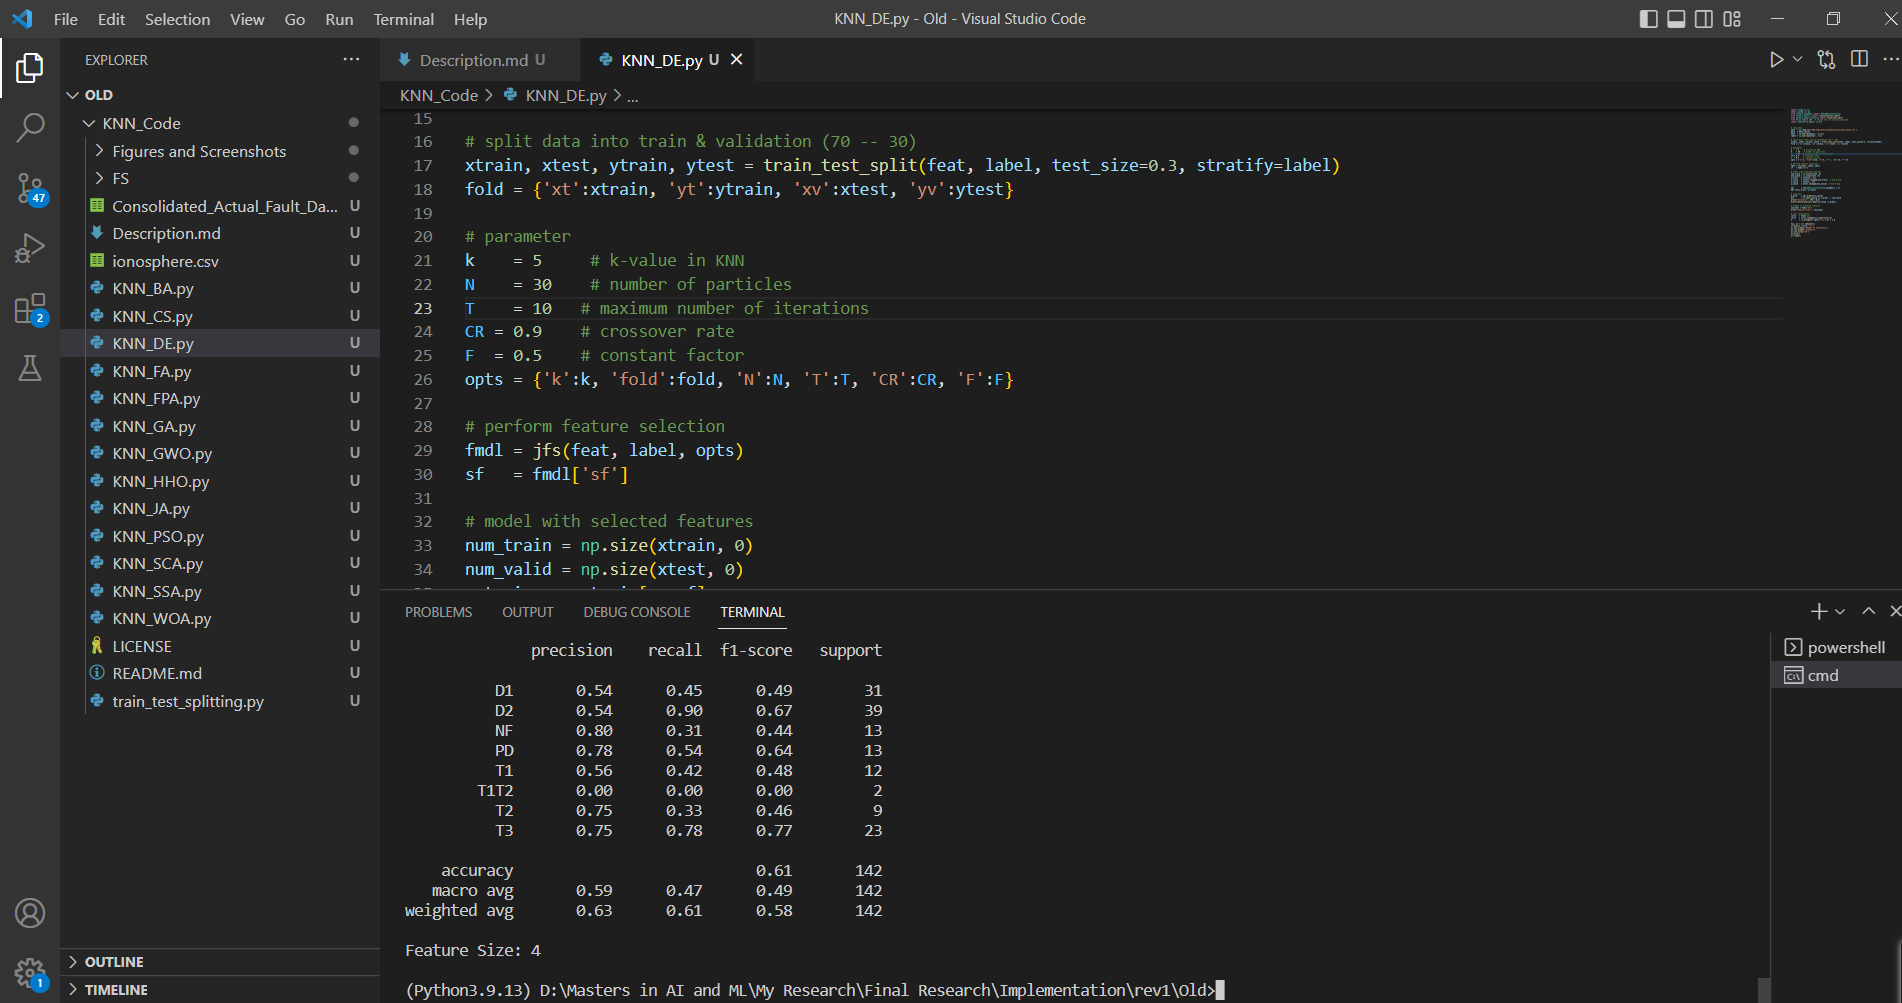 File Edit Selection View Go Run Terminal Help
KNN_DE.py - Old - Visual Studio Code
EXPLORER
OLD
KNN_Code
Figures and Screenshots
FS
Consolidated_Actual_Fault_Da... U
Description.md U
ionosphere.csv U
KNN_BA.py U
KNN_CS.py U
KNN_DE.py U
KNN_FA.py U
KNN_FPA.py U
KNN_GA.py U
KNN_GWO.py U
KNN_HHO.py U
KNN_JA.py U
KNN_PSO.py U
KNN_SCA.py U
KNN_SSA.py U
KNN_WOA.py U
LICENSE U
README.md U
train_test_splitting.py U
OUTLINE
TIMELINE
47
2
1
Description.md U
KNN_DE.py U
KNN_Code > KNN_DE.py > ...
15
16 # split data into train & validation (70 -- 30)
17 xtrain, xtest, ytrain, ytest = train_test_split(feat, label, test_size=0.3, stratify=label)
18 fold = {'xt':xtrain, 'yt':ytrain, 'xv':xtest, 'yv':ytest}
19
20 # parameter
21 k    = 5     # k-value in KNN
22 N    = 30    # number of particles
23 T    = 10   # maximum number of iterations
24 CR = 0.9   # crossover rate
25 F  = 0.5    # constant factor
26 opts = {'k':k, 'fold':fold, 'N':N, 'T':T, 'CR':CR, 'F':F}
27
28 # perform feature selection
29 fmdl = jfs(feat, label, opts)
30 sf   = fmdl['sf']
31
32 # model with selected features
33 num_train = np.size(xtrain, 0)
34 num_valid = np.size(xtest, 0)
PROBLEMS OUTPUT DEBUG CONSOLE TERMINAL
powershell
cmd
precision recall f1-score support
D1 0.54 0.45 0.49 31
D2 0.54 0.90 0.67 39
NF 0.80 0.31 0.44 13
PD 0.78 0.54 0.64 13
T1 0.56 0.42 0.48 12
T1T2 0.00 0.00 0.00 2
T2 0.75 0.33 0.46 9
T3 0.75 0.78 0.77 23
accuracy 0.61 142
macro avg 0.59 0.47 0.49 142
weighted avg 0.63 0.61 0.58 142
Feature Size: 4
(Python3.9.13) D:\Masters in AI and ML\My Research\Final Research\Implementation\rev1\Old>